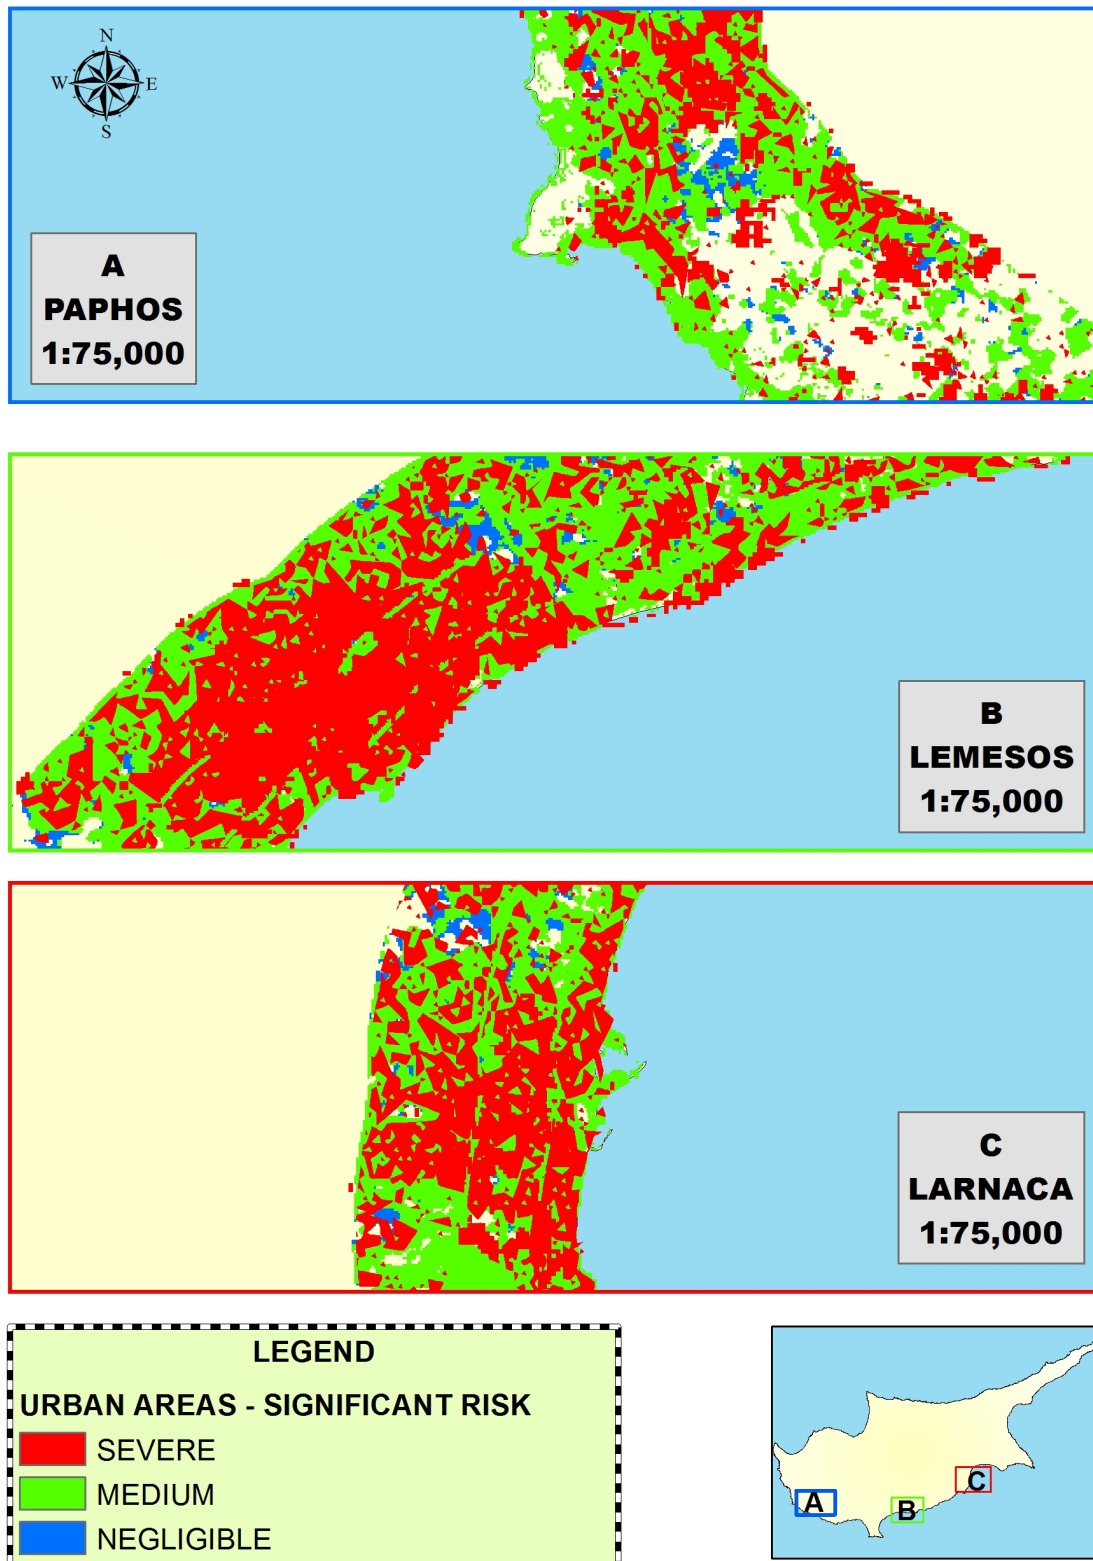 N
W E
S
A
PAPHOS
1:75,000
B
LEMESOS
1:75,000
C
LARNACA
1:75,000
LEGEND
URBAN AREAS - SIGNIFICANT RISK
SEVERE
MEDIUM
NEGLIGIBLE
C
A
B